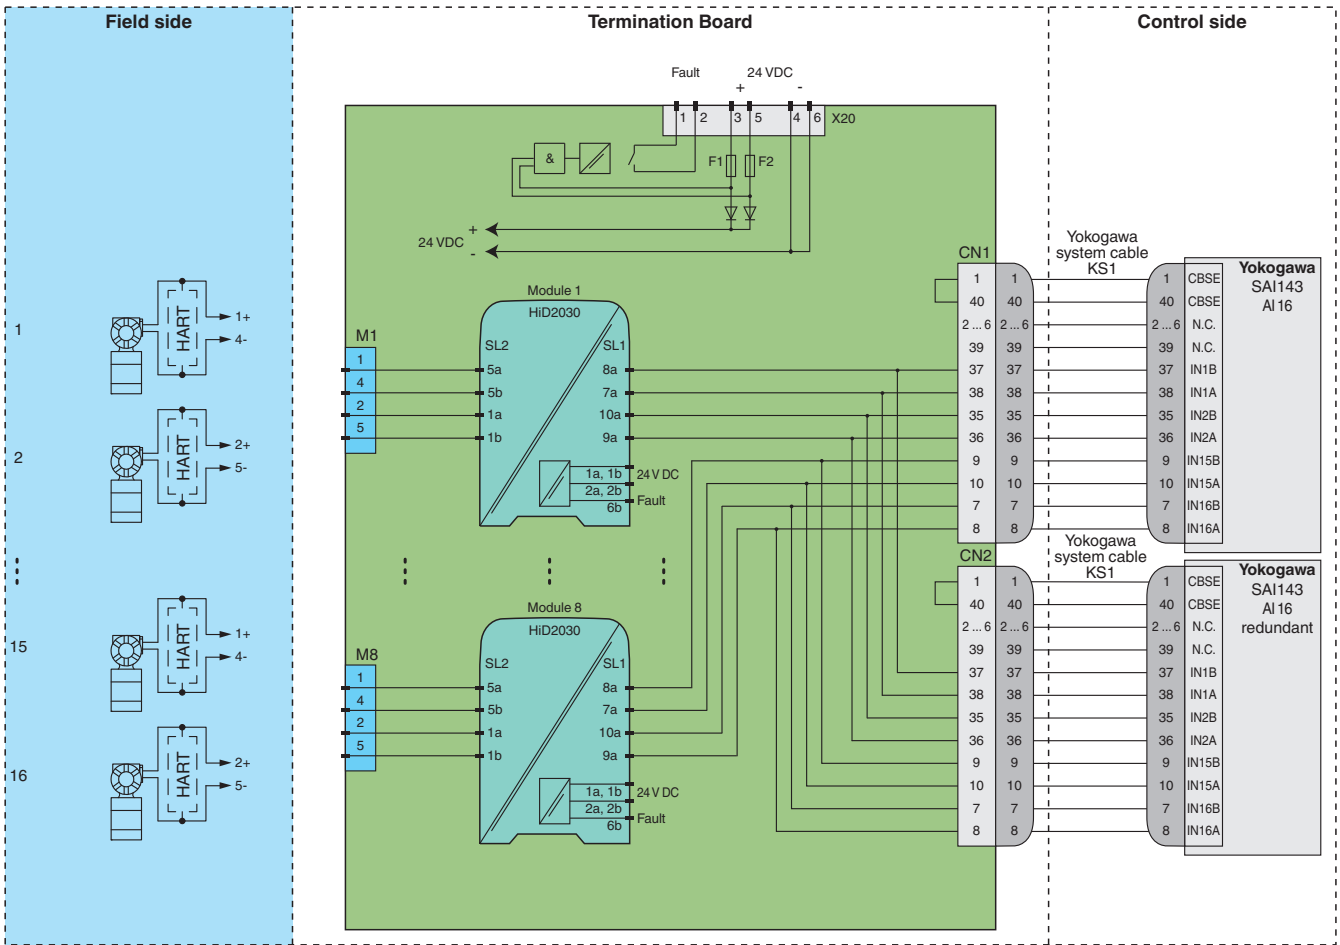 Field side
Termination Board
Control side
Fault
24 VDC
+
-
1
2
3
5
4
6
X20
&
F1
F2
+
24 VDC
-
1
HART
1+
4-
2
HART
2+
5-
15
HART
1+
4-
16
HART
2+
5-
M1
1
4
2
5
Module 1
HiD2030
SL2
SL1
5a
8a
5b
7a
1a
10a
1b
9a
1a, 1b
24 V DC
2a, 2b
Fault
6b
M8
1
4
2
5
Module 8
HiD2030
SL2
SL1
5a
8a
5b
7a
1a
10a
1b
9a
1a, 1b
24 V DC
2a, 2b
Fault
6b
CN1
Yokogawa
system cable
KS1
Yokogawa
SAI143
AI 16
1 1 1 CBSE
40 40 40 CBSE
2 ... 6 2 ... 6 2 ... 6 N.C.
39 39 39 N.C.
37 37 37 IN1B
38 38 38 IN1A
35 35 35 IN2B
36 36 36 IN2A
9 9 9 IN15B
10 10 10 IN15A
7 7 7 IN16B
8 8 8 IN16A
CN2
Yokogawa
system cable
KS1
Yokogawa
SAI143
AI 16
redundant
1 1 1 CBSE
40 40 40 CBSE
2 ... 6 2 ... 6 2 ... 6 N.C.
39 39 39 N.C.
37 37 37 IN1B
38 38 38 IN1A
35 35 35 IN2B
36 36 36 IN2A
9 9 9 IN15B
10 10 10 IN15A
7 7 7 IN16B
8 8 8 IN16A